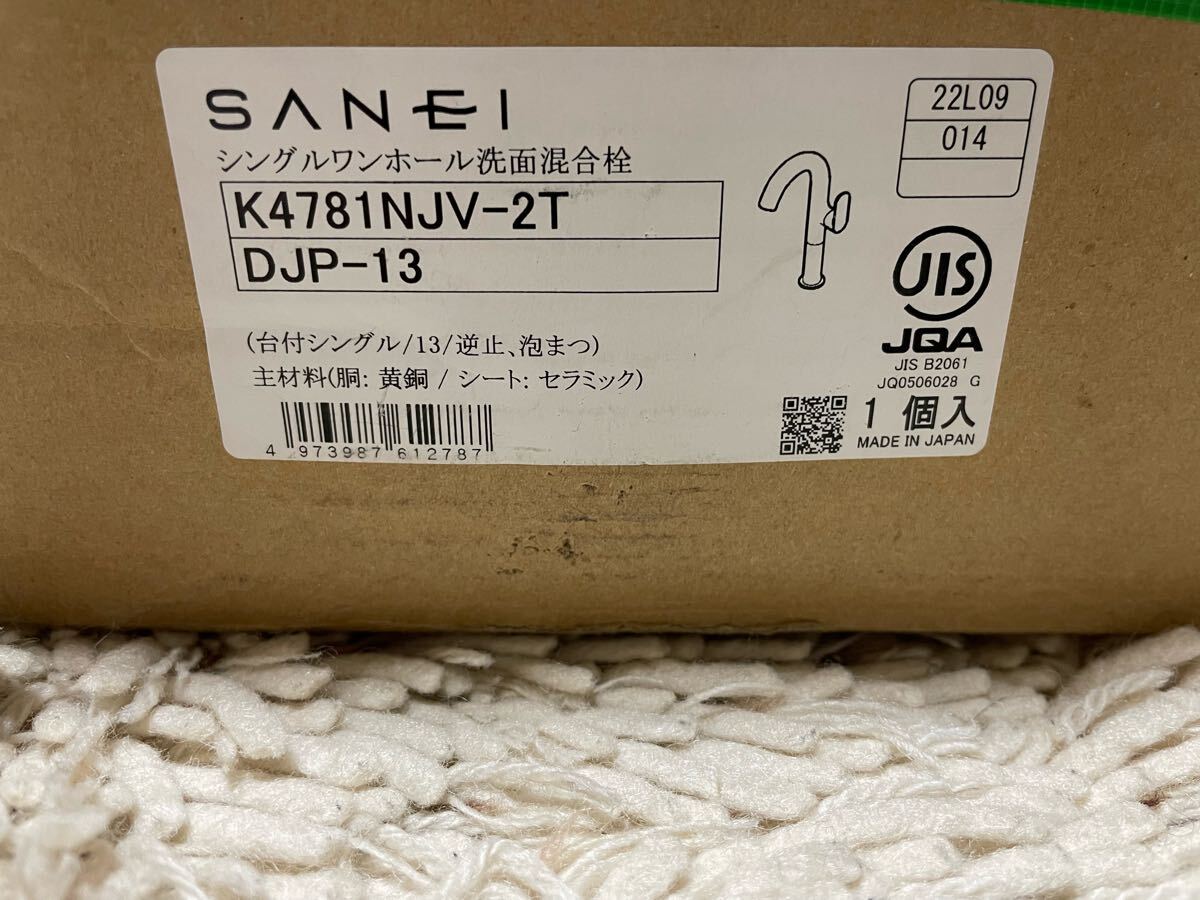 SANEI
シングルワンホール洗面混合栓
K4781NJV-2T
DJP-13
(台付シングル/13/逆止、泡まつ)
主材料(胴: 黄銅 / シート: セラミック)
4 973987 612787
22L09
014
JIS
JQA
JIS B2061
JQ0506028 G
1 個入
MADE IN JAPAN